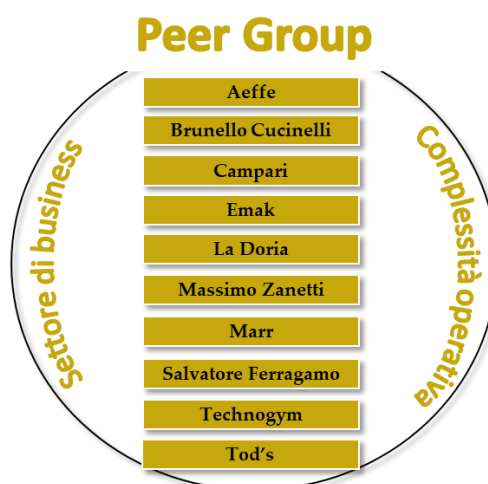 Peer Group
Settore di business
Aeffe
Brunello Cucinelli
Campari
Emak
La Doria
Massimo Zanetti
Marr
Salvatore Ferragamo
Technogym
Tod's
Complessità operativa